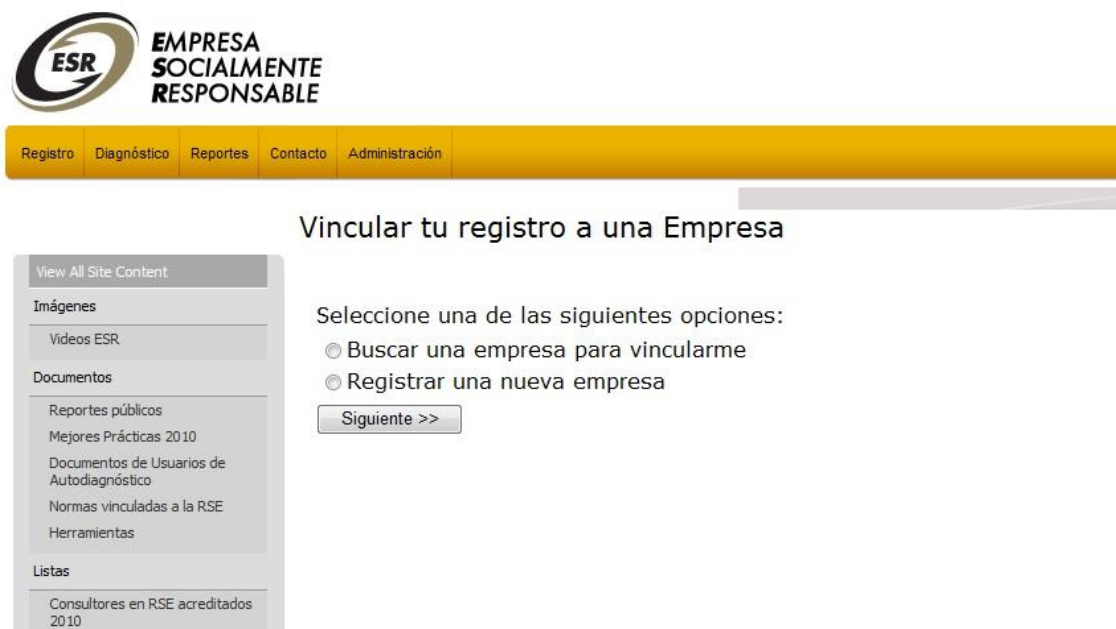 ESR
EMPRESA
SOCIALMENTE
RESPONSABLE
Registro Diagnóstico Reportes Contacto Administración
Vincular tu registro a una Empresa
View All Site Content
Imágenes
Videos ESR
Documentos
Reportes públicos
Mejores Prácticas 2010
Documentos de Usuarios de
Autodiagnóstico
Normas vinculadas a la RSE
Herramientas
Listas
Consultores en RSE acreditados
2010
Seleccione una de las siguientes opciones:
Buscar una empresa para vincularme
Registrar una nueva empresa
Siguiente >>